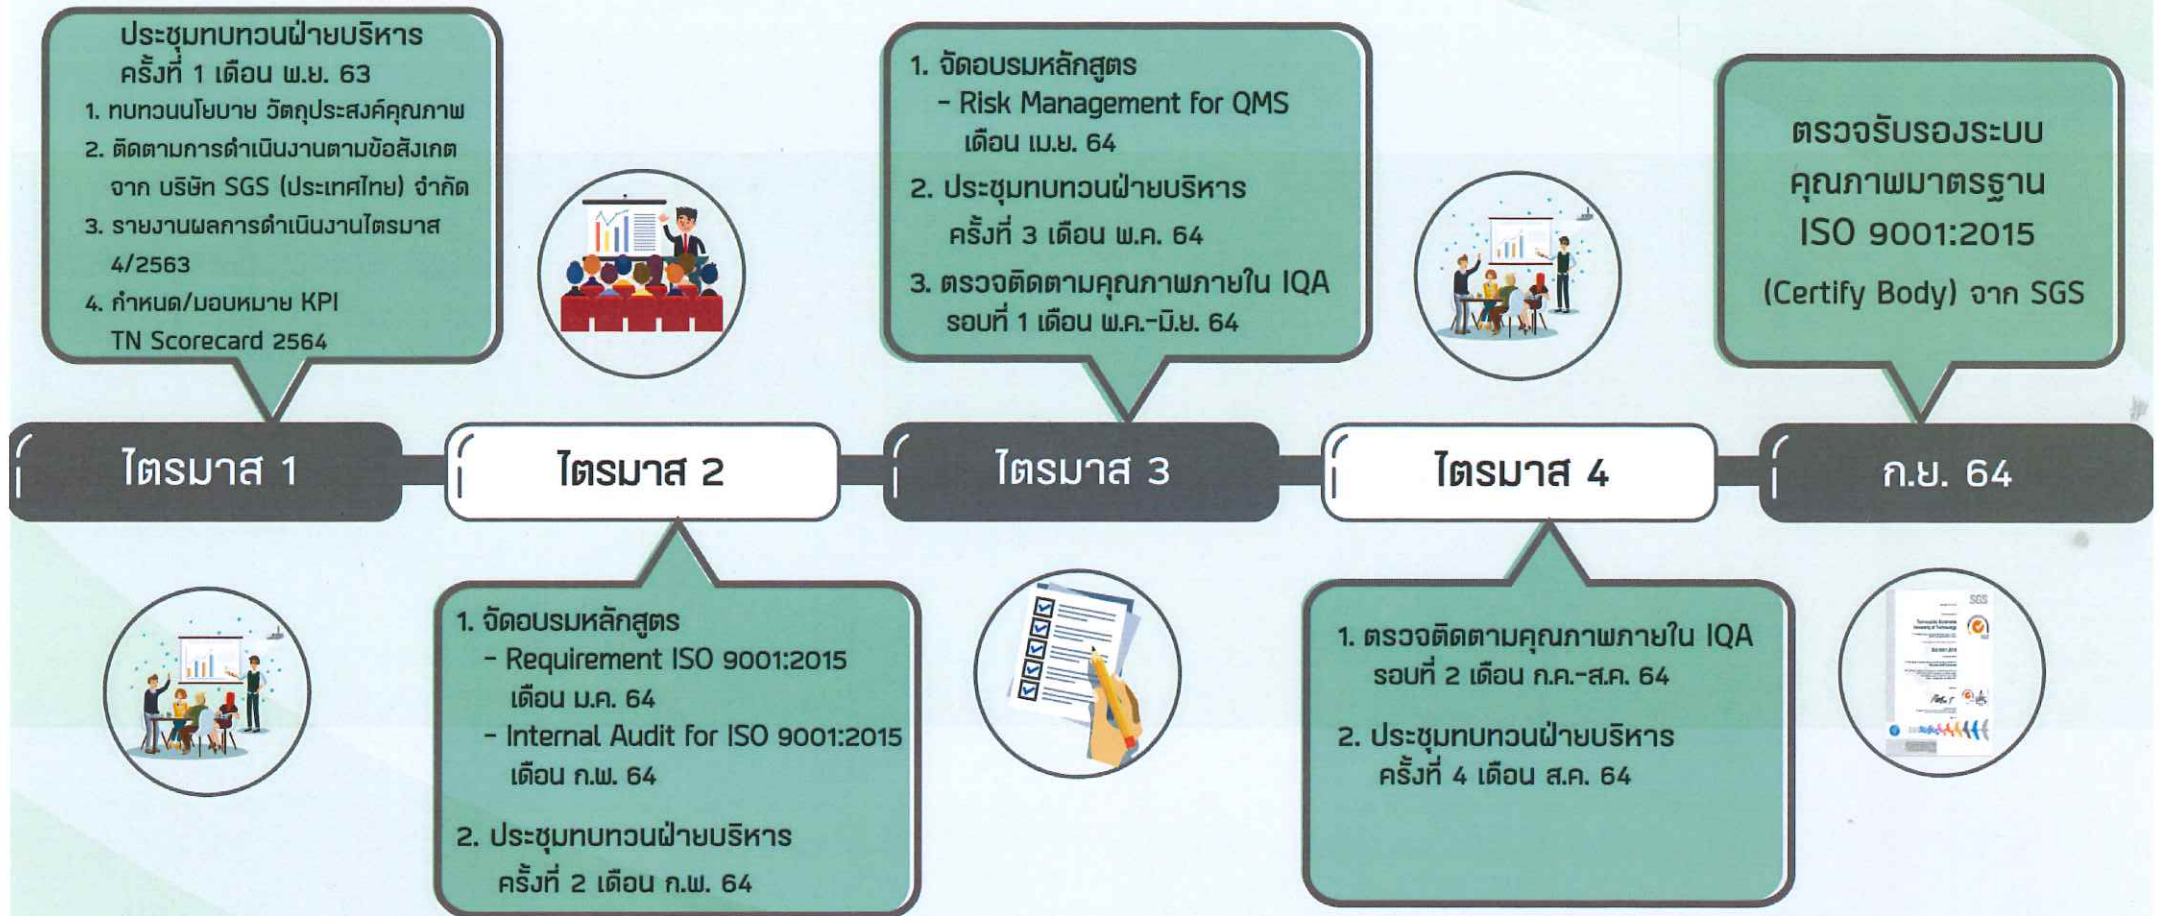 ประชุมทบทวนฝ่ายบริหาร
ครั้งที่ 1 เดือน พ.ย. 63
1. ทบทวนนโยบาย วัตถุประสงค์คุณภาพ
2. ติดตามการดำเนินงานตามข้อสังเกต
จาก บริษัท SGS (ประเทศไทย) จำกัด
3. รายงานผลการดำเนินงานไตรมาส
4/2563
4. กำหนด/มอบหมาย KPI
TN Scorecard 2564
1. จัดอบรมหลักสูตร
- Risk Management for QMS
เดือน เม.ย. 64
2. ประชุมทบทวนฝ่ายบริหาร
ครั้งที่ 3 เดือน พ.ค. 64
3. ตรวจติดตามคุณภาพภายใน IQA
รอบที่ 1 เดือน พ.ค.-มิ.ย. 64
ตรวจรับรองระบบ
คุณภาพมาตรฐาน
ISO 9001:2015
(Certify Body) จาก SGS
ไตรมาส 1
ไตรมาส 2
ไตรมาส 3
ไตรมาส 4
ก.ย. 64
1. จัดอบรมหลักสูตร
- Requirement ISO 9001:2015
เดือน ม.ค. 64
- Internal Audit for ISO 9001:2015
เดือน ก.พ. 64
2. ประชุมทบทวนฝ่ายบริหาร
ครั้งที่ 2 เดือน ก.พ. 64
1. ตรวจติดตามคุณภาพภายใน IQA
รอบที่ 2 เดือน ก.ค.-ส.ค. 64
2. ประชุมทบทวนฝ่ายบริหาร
ครั้งที่ 4 เดือน ส.ค. 64
SGS